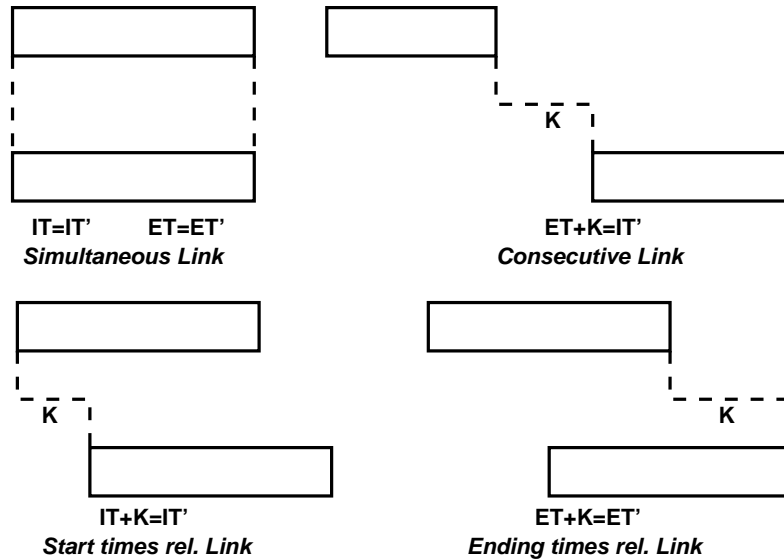 K
IT=IT’ ET=ET’
ET+K=IT’
Simultaneous Link
Consecutive Link
K
K
IT+K=IT’
ET+K=ET’
Start times rel. Link
Ending times rel. Link